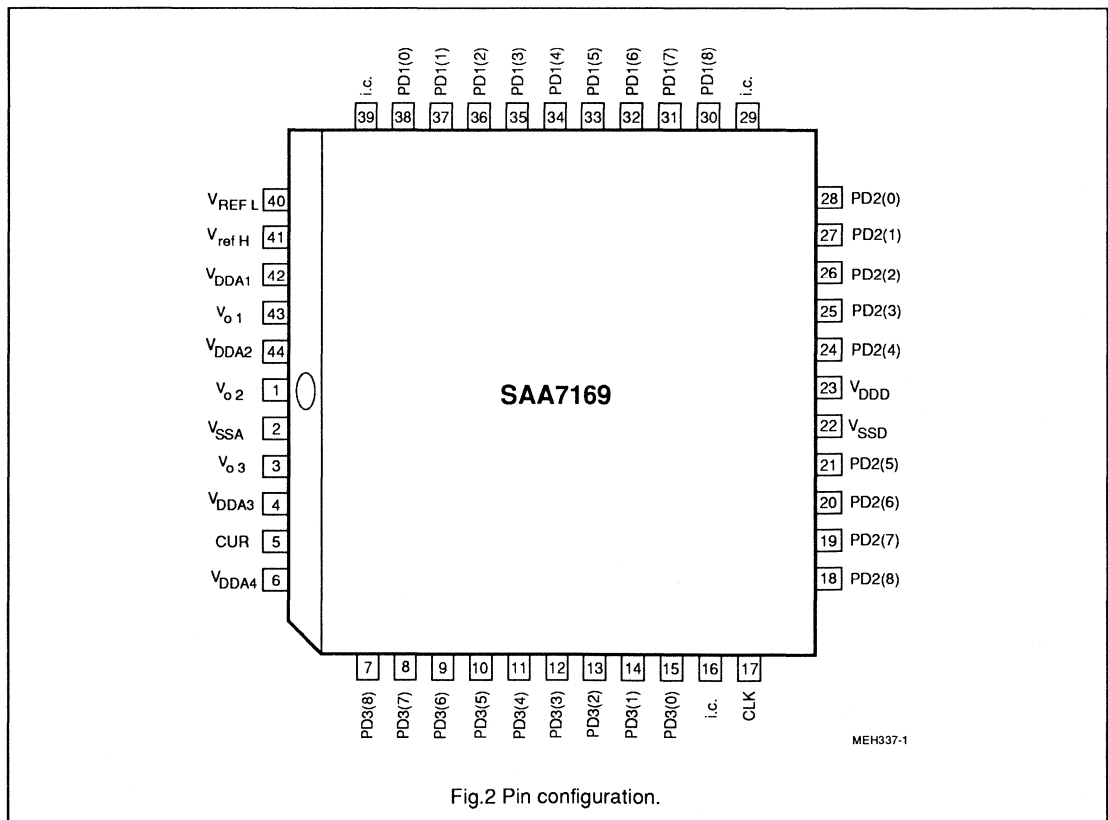 i.c. PD1(0) PD1(1) PD1(2) PD1(3) PD1(4) PD1(5) PD1(6) PD1(7) PD1(8) i.c.
39 38 37 36 35 34 33 32 31 30 29
VREF L 40
Vref H 41
VDDA1 42
Vo 1 43
VDDA2 44
Vo 2 1
VSSA 2
Vo 3 3
VDDA3 4
CUR 5
VDDA4 6
SAA7169
28 PD2(0)
27 PD2(1)
26 PD2(2)
25 PD2(3)
24 PD2(4)
23 VDDD
22 VSSD
21 PD2(5)
20 PD2(6)
19 PD2(7)
18 PD2(8)
7 8 9 10 11 12 13 14 15 16 17
PD3(8) PD3(7) PD3(6) PD3(5) PD3(4) PD3(3) PD3(2) PD3(1) PD3(0) i.c. CLK
MEH337-1
Fig.2 Pin configuration.